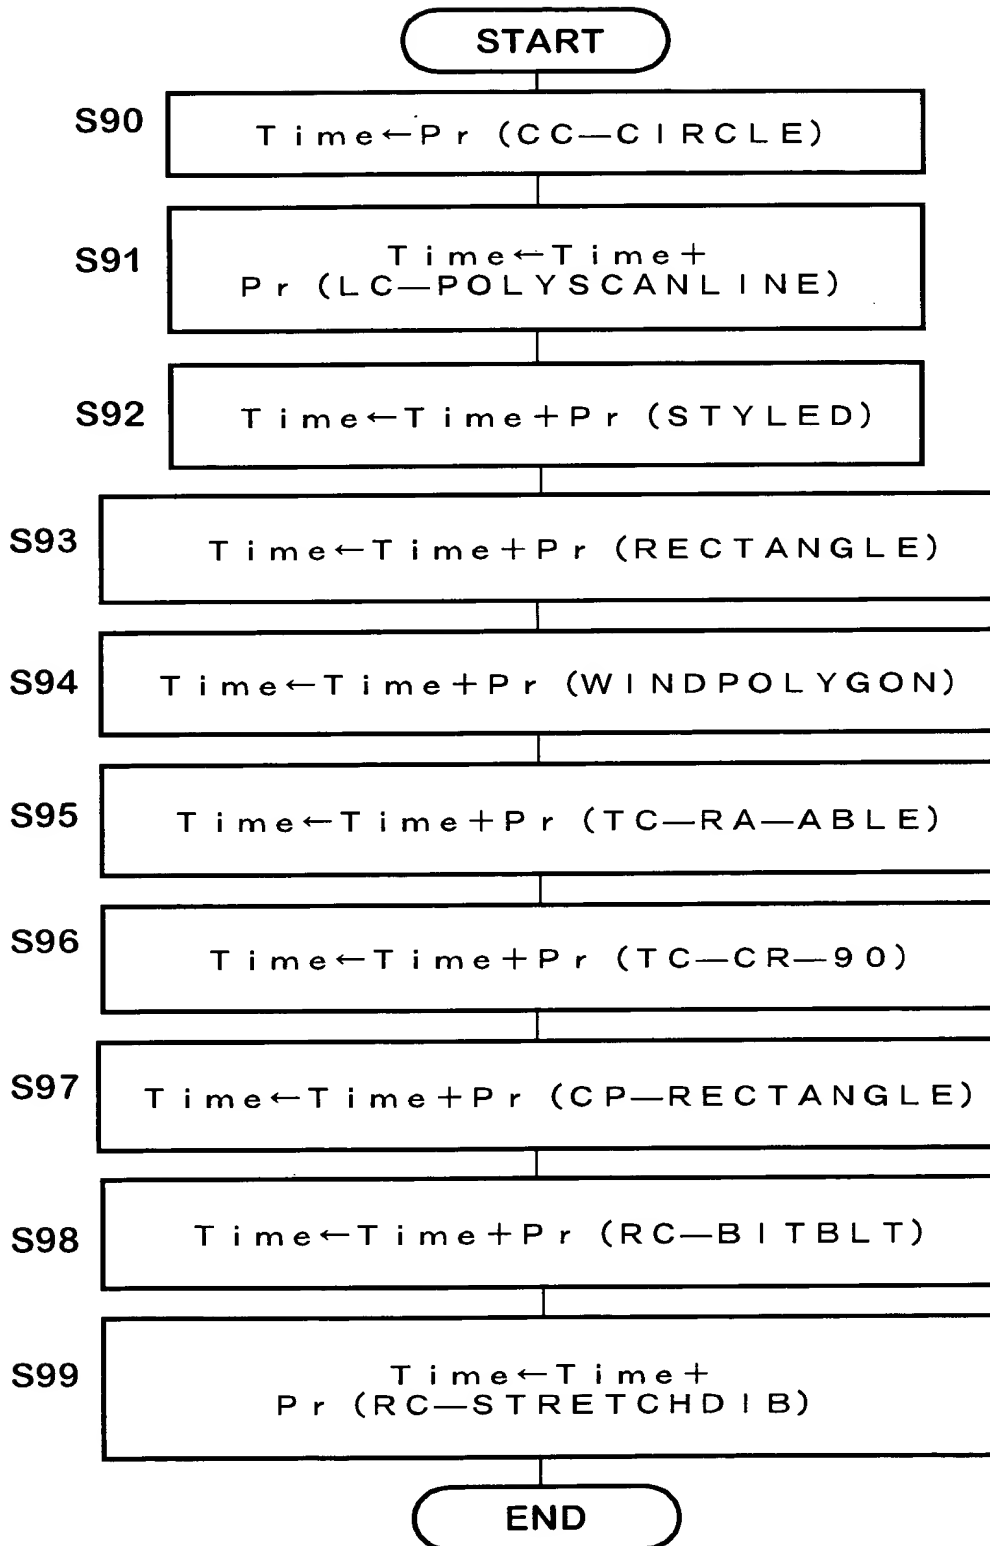 START
S90
Time←Pr (CC—CIRCLE)
S91
Time←Time+
Pr (LC—POLYSCANLINE)
S92
Time←Time+Pr (STYLED)
S93
Time←Time+Pr (RECTANGLE)
S94
Time←Time+Pr (WINDPOLYGON)
S95
Time←Time+Pr (TC—RA—ABLE)
S96
Time←Time+Pr (TC—CR—90)
S97
Time←Time+Pr (CP—RECTANGLE)
S98
Time←Time+Pr (RC—BITBLT)
S99
Time←Time+
Pr (RC—STRETCHDIB)
END